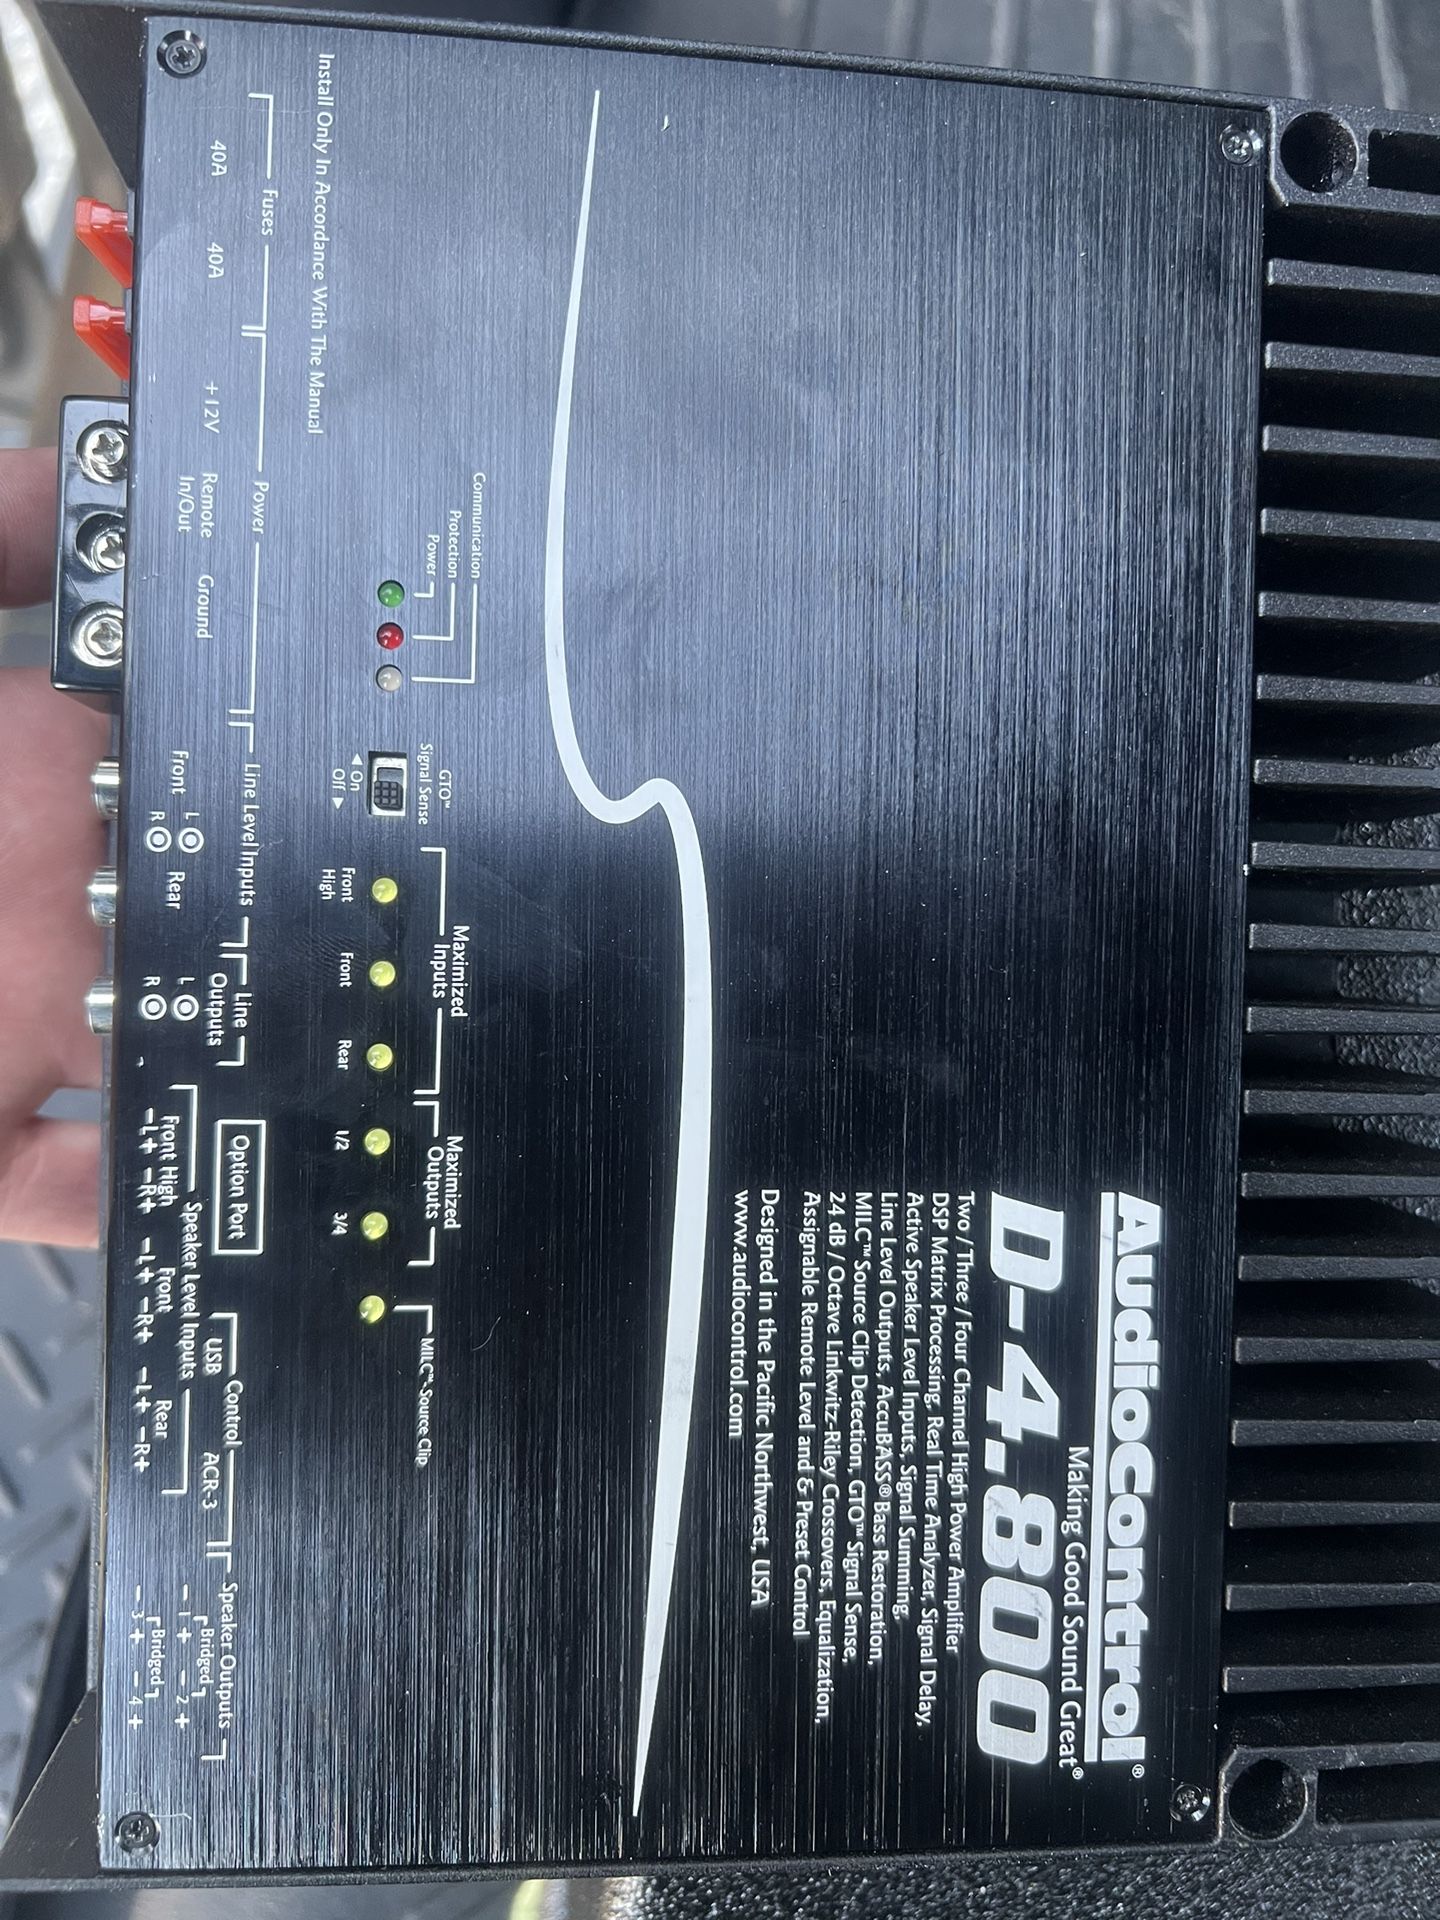 AudioControl®
Making Good Sound Great®
D-4.800
Two / Three / Four Channel High Power Amplifier
DSP Matrix Processing, Real Time Analyzer, Signal Delay,
Active Speaker Level Inputs, Signal Summing,
Line Level Outputs, AccuBASS® Bass Restoration,
MILC™ Source Clip Detection, GTO™ Signal Sense,
24 dB / Octave Linkwitz-Riley Crossovers, Equalization,
Assignable Remote Level and & Preset Control
Designed in the Pacific Northwest, USA
www.audiocontrol.com
Communication
Protection
Power
GTO™
Signal Sense
◄ On
Off ►
Maximized
Inputs
Front
High
Front
Rear
Maximized
Outputs
1/2
3/4
MILC™ Source Clip
Install Only In Accordance With The Manual
Fuses
40A
40A
Power
+12V
Remote
In/Out
Ground
Line Level Inputs
Front
L
R
Rear
Line
Outputs
L
R
Option Port
Speaker Level Inputs
Front High
–L+ –R+
Front
–L+ –R+
Rear
–L+ –R+
Control
USB
ACR-3
Speaker Outputs
Bridged
– 1 + – 2 +
Bridged
– 3 + – 4 +